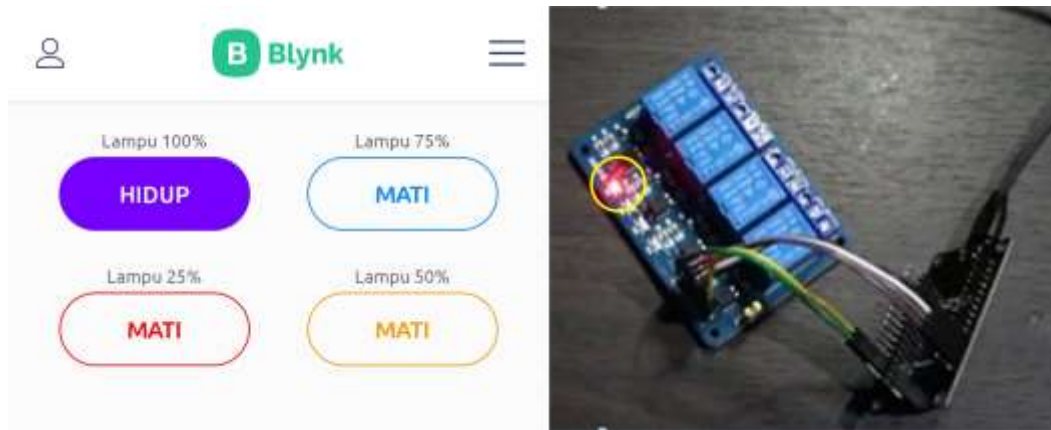 B Blynk
Lampu 100% Lampu 75%
HIDUP MATI
Lampu 25% Lampu 50%
MATI MATI